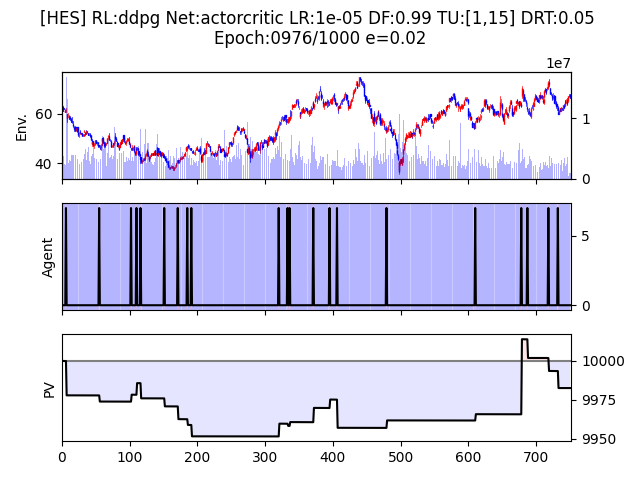 [HES] RL:ddpg Net:actorcritic LR:1e-05 DF:0.99 TU:[1,15] DRT:0.05
Epoch:0976/1000 e=0.02
1e7
Env.
60
40
1
0
Agent
5
0
PV
10000
9975
9950
0 100 200 300 400 500 600 700